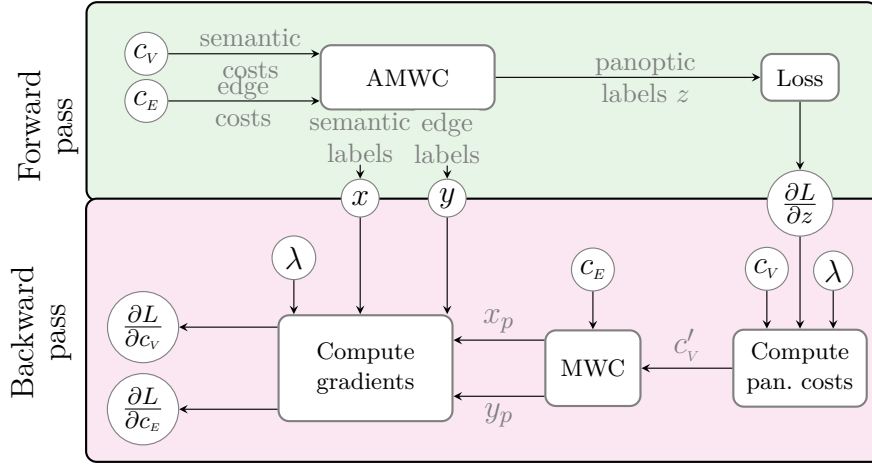 Forward
pass
c_V
semantic
costs
c_E
edge
costs
AMWC
panoptic
labels z
Loss
semantic
labels
edge
labels
x
y
∂L
∂z
Backward
pass
λ
c_E
c_V
λ
∂L
∂c_V
∂L
∂c_E
Compute
gradients
x_p
y_p
MWC
c'_V
Compute
pan. costs